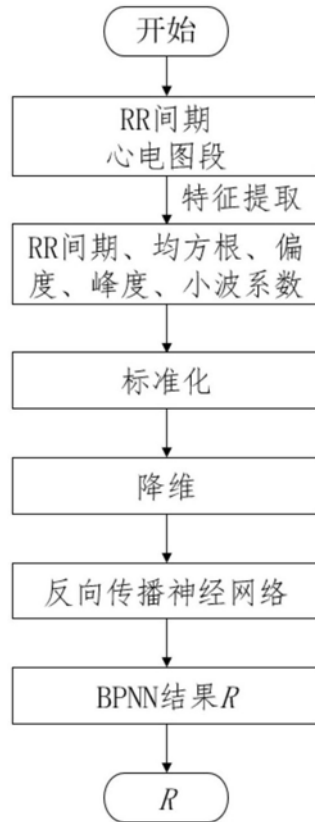 开始
RR间期
心电图段
特征提取
RR间期、均方根、偏
度、峰度、小波系数
标准化
降维
反向传播神经网络
BPNN结果R
R